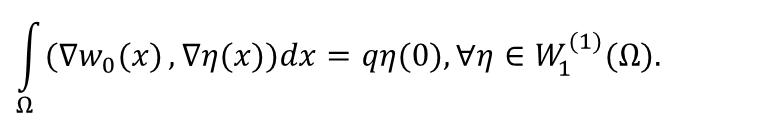 ∫_Ω (∇w₀(x) , ∇η(x))dx = qη(0), ∀η ∈ W₁⁽¹⁾(Ω).